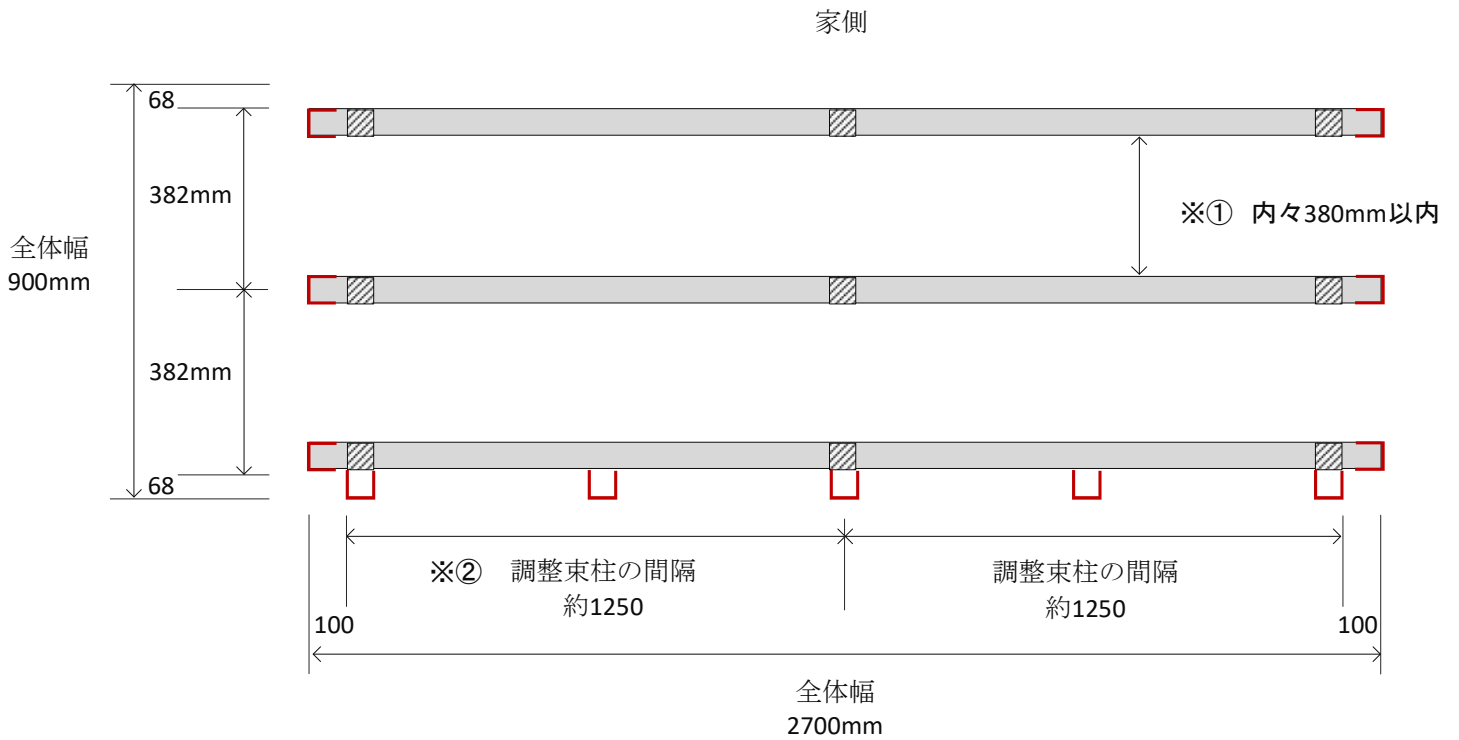 家側
68
382mm
※① 内々380mm以内
全体幅
900mm
382mm
68
※② 調整束柱の間隔
約1250
調整束柱の間隔
約1250
100
100
全体幅
2700mm